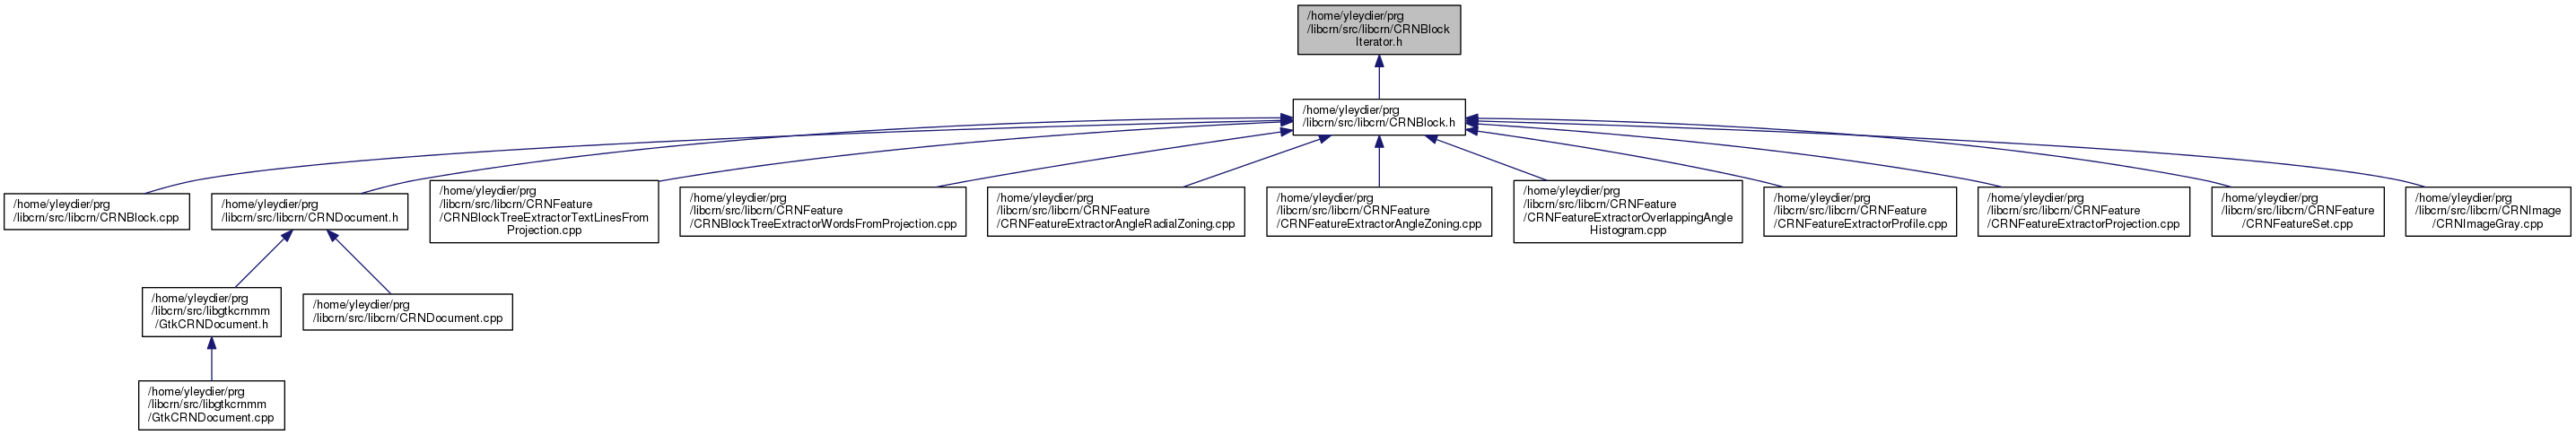 /home/yleydier/prg
/libcrn/src/libcrn/CRNBlock
Iterator.h
/home/yleydier/prg
/libcrn/src/libcrn/CRNBlock.h
/home/yleydier/prg
/libcrn/src/libcrn/CRNBlock.cpp
/home/yleydier/prg
/libcrn/src/libcrn/CRNDocument.h
/home/yleydier/prg
/libcrn/src/libcrn/CRNFeature
/CRNBlockTreeExtractorTextLinesFrom
Projection.cpp
/home/yleydier/prg
/libcrn/src/libcrn/CRNFeature
/CRNBlockTreeExtractorWordsFromProjection.cpp
/home/yleydier/prg
/libcrn/src/libcrn/CRNFeature
/CRNFeatureExtractorAngleRadialZoning.cpp
/home/yleydier/prg
/libcrn/src/libcrn/CRNFeature
/CRNFeatureExtractorAngleZoning.cpp
/home/yleydier/prg
/libcrn/src/libcrn/CRNFeature
/CRNFeatureExtractorOverlappingAngle
Histogram.cpp
/home/yleydier/prg
/libcrn/src/libcrn/CRNFeature
/CRNFeatureExtractorProfile.cpp
/home/yleydier/prg
/libcrn/src/libcrn/CRNFeature
/CRNFeatureExtractorProjection.cpp
/home/yleydier/prg
/libcrn/src/libcrn/CRNFeature
/CRNFeatureSet.cpp
/home/yleydier/prg
/libcrn/src/libcrn/CRNImage
/CRNImageGray.cpp
/home/yleydier/prg
/libcrn/src/libgtkcrnmm
/GtkCRNDocument.h
/home/yleydier/prg
/libcrn/src/libcrn/CRNDocument.cpp
/home/yleydier/prg
/libcrn/src/libgtkcrnmm
/GtkCRNDocument.cpp